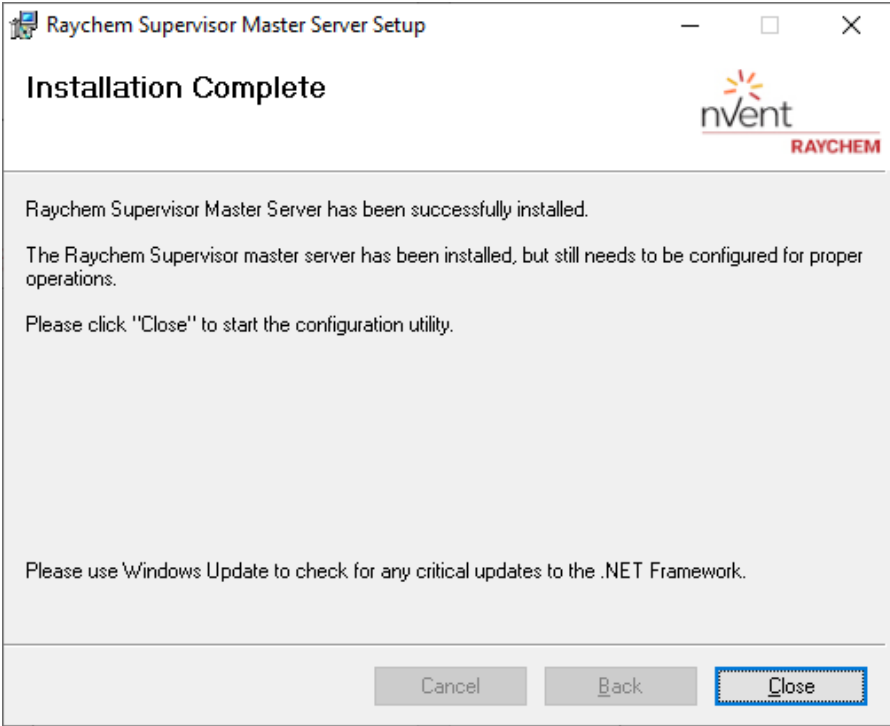 Raychem Supervisor Master Server Setup
Installation Complete
nVent
RAYCHEM
Raychem Supervisor Master Server has been successfully installed.
The Raychem Supervisor master server has been installed, but still needs to be configured for proper
operations.
Please click "Close" to start the configuration utility.
Please use Windows Update to check for any critical updates to the .NET Framework.
Cancel
Back
Close